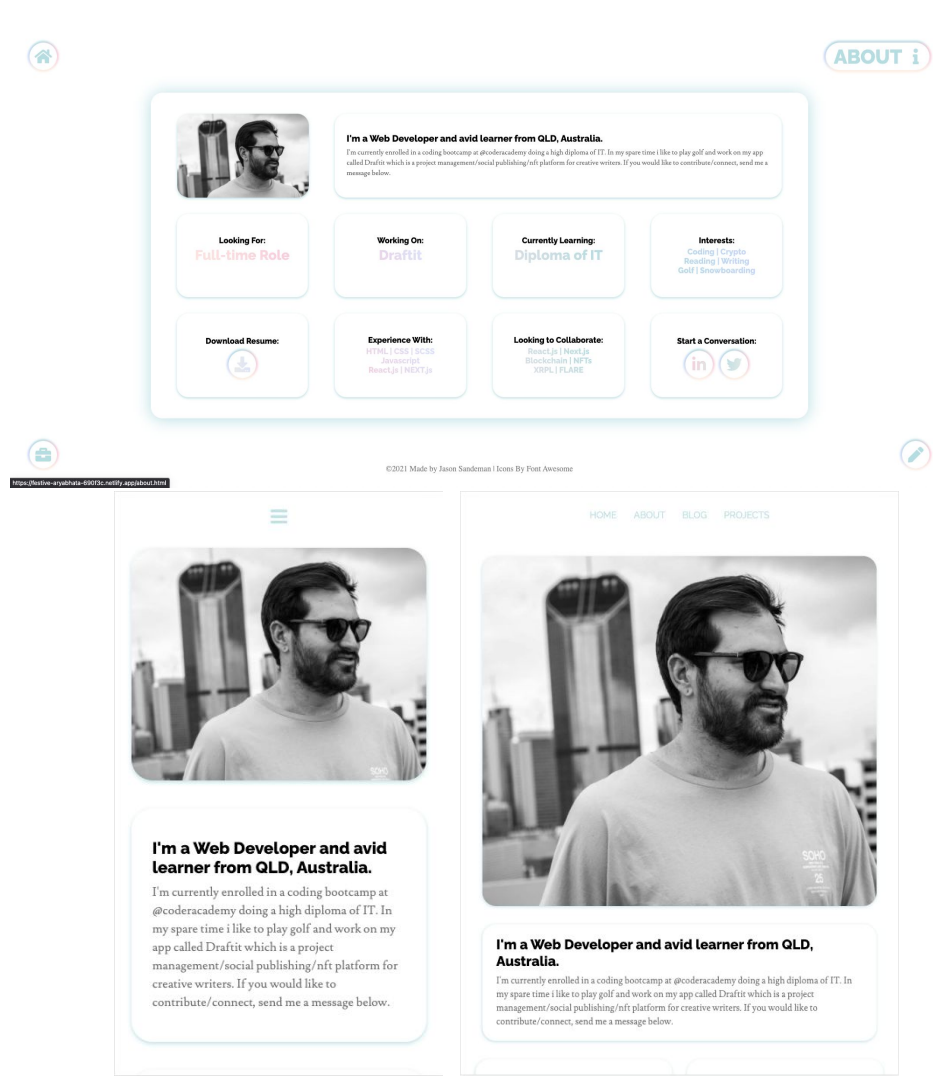 ABOUT i
I'm a Web Developer and avid learner from QLD, Australia.
I'm currently enrolled in a coding bootcamp at @coderacademy doing a high diploma of IT. In my spare time i like to play golf and work on my app
called Draftit which is a project management/social publishing/nft platform for creative writers. If you would like to contribute/connect, send me a
message below.
Looking For:
Full-time Role
Working On:
Draftit
Currently Learning:
Diploma of IT
Interests:
Coding | Crypto
Reading | Writing
Golf | Snowboarding
Download Resume:
Experience With:
HTML | CSS | SCSS
Javascript
React.js | NEXT.js
Looking to Collaborate:
React.js | Next.js
Blockchain | NFTs
XRPL | FLARE
Start a Conversation:
in
©2021 Made by Jason Sandeman | Icons By Font Awesome
https://festive-aryabhata-690f3c.netlify.app/about.html
SOHO
I'm a Web Developer and avid
learner from QLD, Australia.
I'm currently enrolled in a coding bootcamp at
@coderacademy doing a high diploma of IT. In
my spare time i like to play golf and work on my
app called Draftit which is a project
management/social publishing/nft platform for
creative writers. If you would like to
contribute/connect, send me a message below.
HOME ABOUT BLOG PROJECTS
SOHO
25
I'm a Web Developer and avid learner from QLD,
Australia.
I'm currently enrolled in a coding bootcamp at @coderacademy doing a high diploma of IT. In
my spare time i like to play golf and work on my app called Draftit which is a project
management/social publishing/nft platform for creative writers. If you would like to
contribute/connect, send me a message below.